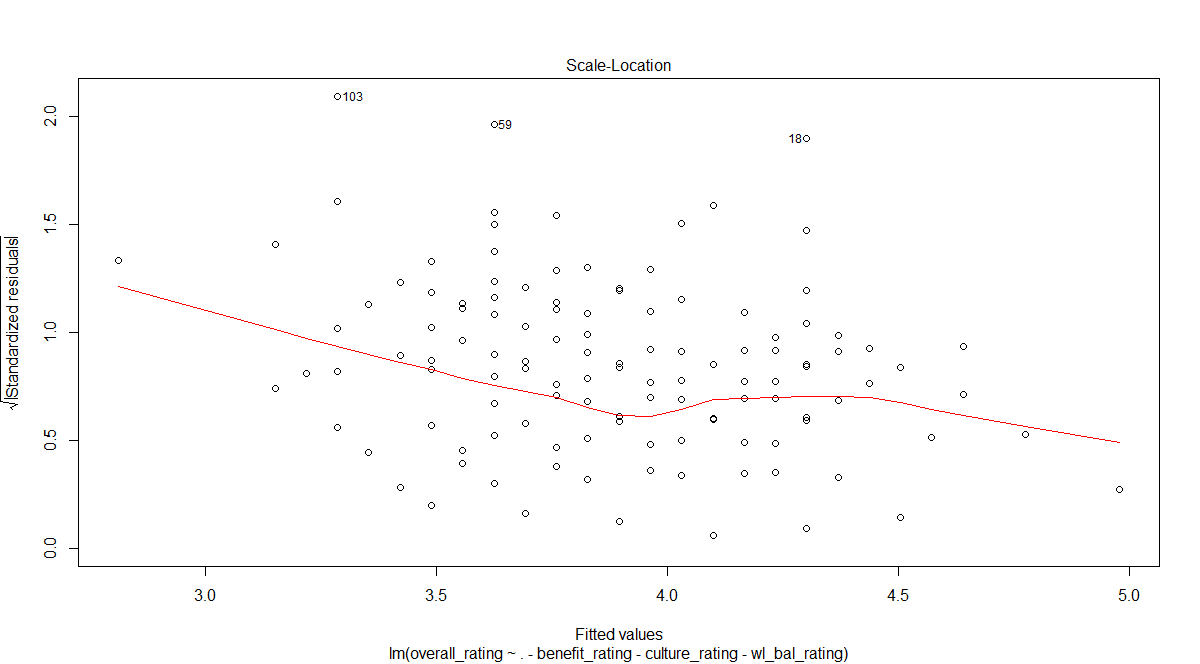 Scale-Location
2.0
1.5
1.0
0.5
0.0
√|Standardized residuals|
103
59
18
3.0 3.5 4.0 4.5 5.0
Fitted values
lm(overall_rating ~ . - benefit_rating - culture_rating - wl_bal_rating)